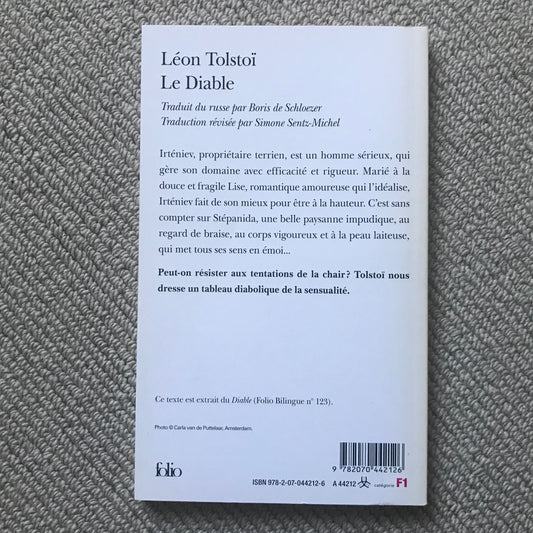 Léon Tolstoï
Le Diable
Traduit du russe par Boris de Schloezer
Traduction révisée par Simone Sentz-Michel
Irténiev, propriétaire terrien, est un homme sérieux, qui
gère son domaine avec efficacité et rigueur. Marié à la
douce et fragile Lise, romantique amoureuse qui l'idéalise,
Irténiev fait de son mieux pour être à la hauteur. C'est sans
compter sur Stépanida, une belle paysanne impudique, au
regard de braise, au corps vigoureux et à la peau laiteuse,
qui met tous ses sens en émoi...
Peut-on résister aux tentations de la chair ? Tolstoï nous
dresse un tableau diabolique de la sensualité.
Ce texte est extrait du Diable (Folio Bilingue n° 123).
Photo © Carla van de Puttelaar, Amsterdam.
folio
9 782070 442126
ISBN 978-2-07-044212-6 A 44212 catégorie F1